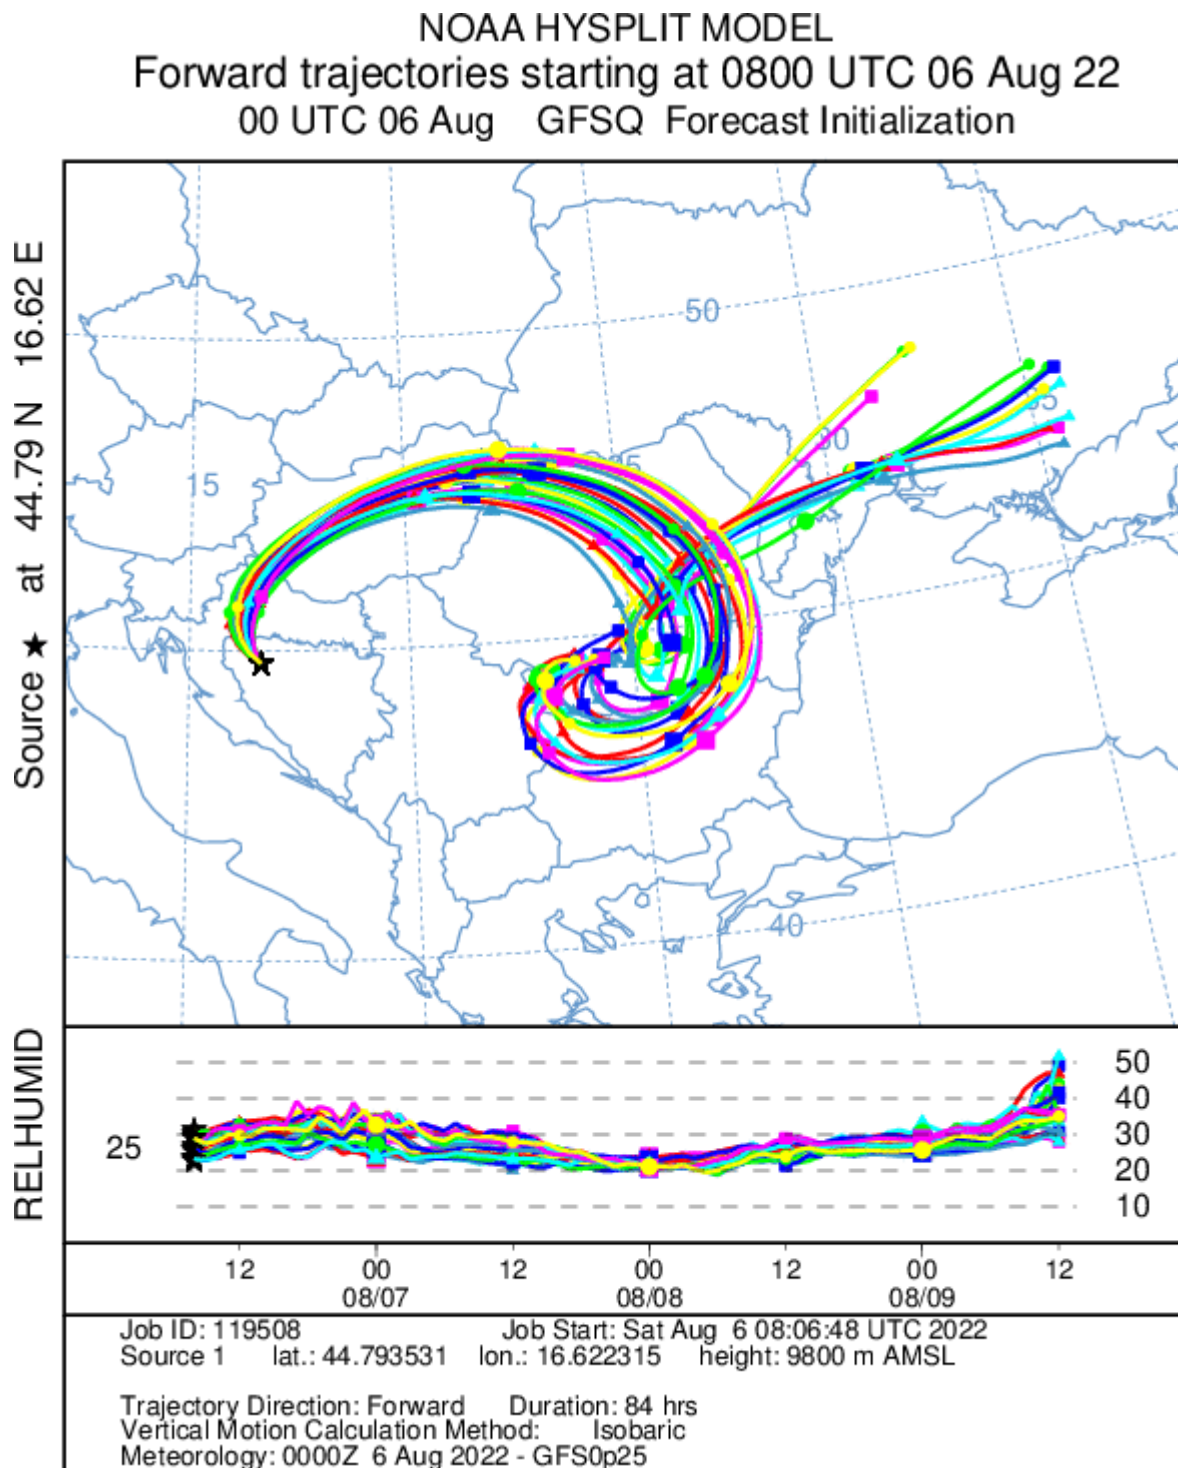 NOAA HYSPLIT MODEL
Forward trajectories starting at 0800 UTC 06 Aug 22
00 UTC 06 Aug GFSQ Forecast Initialization
Source ★ at 44.79 N 16.62 E
50
15
35
40
RELHUMID
25
50
40
30
20
10
12 00 12 00 12 00 12
08/07 08/08 08/09
Job ID: 119508 Job Start: Sat Aug 6 08:06:48 UTC 2022
Source 1 lat.: 44.793531 lon.: 16.622315 height: 9800 m AMSL
Trajectory Direction: Forward Duration: 84 hrs
Vertical Motion Calculation Method: Isobaric
Meteorology: 0000Z 6 Aug 2022 - GFS0p25